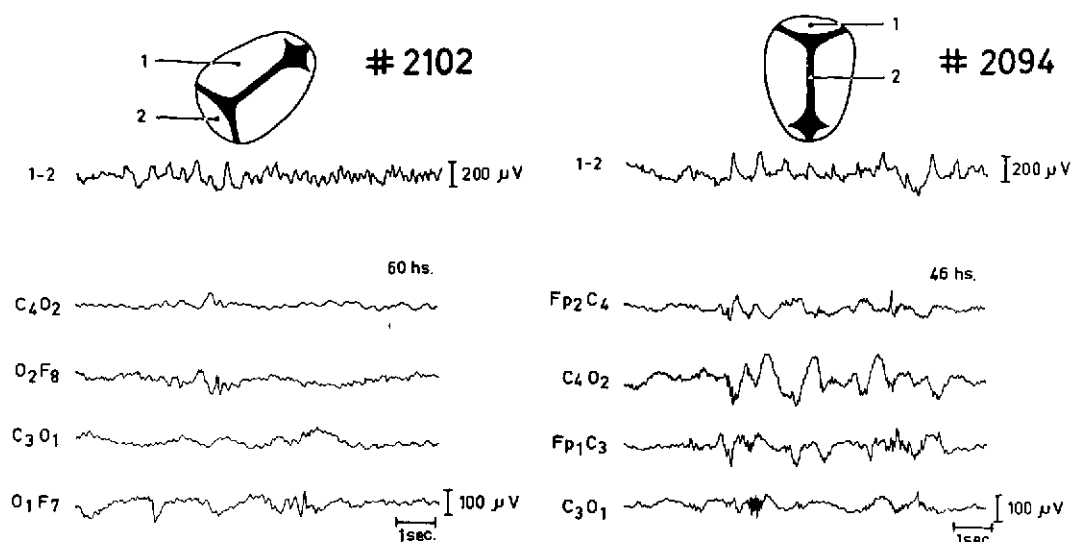 1
2
# 2102
1-2
200 µV
60 hs.
C4O2
O2F8
C3O1
O1F7
100 µV
1sec.
1
2
# 2094
1-2
200 µV
46 hs.
Fp2C4
C4O2
Fp1C3
C3O1
100 µV
1sec